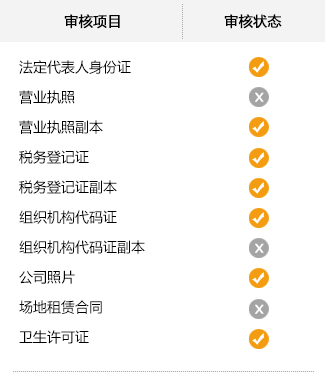 审核项目 审核状态
法定代表人身份证
营业执照
营业执照副本
税务登记证
税务登记证副本
组织机构代码证
组织机构代码证副本
公司照片
场地租赁合同
卫生许可证